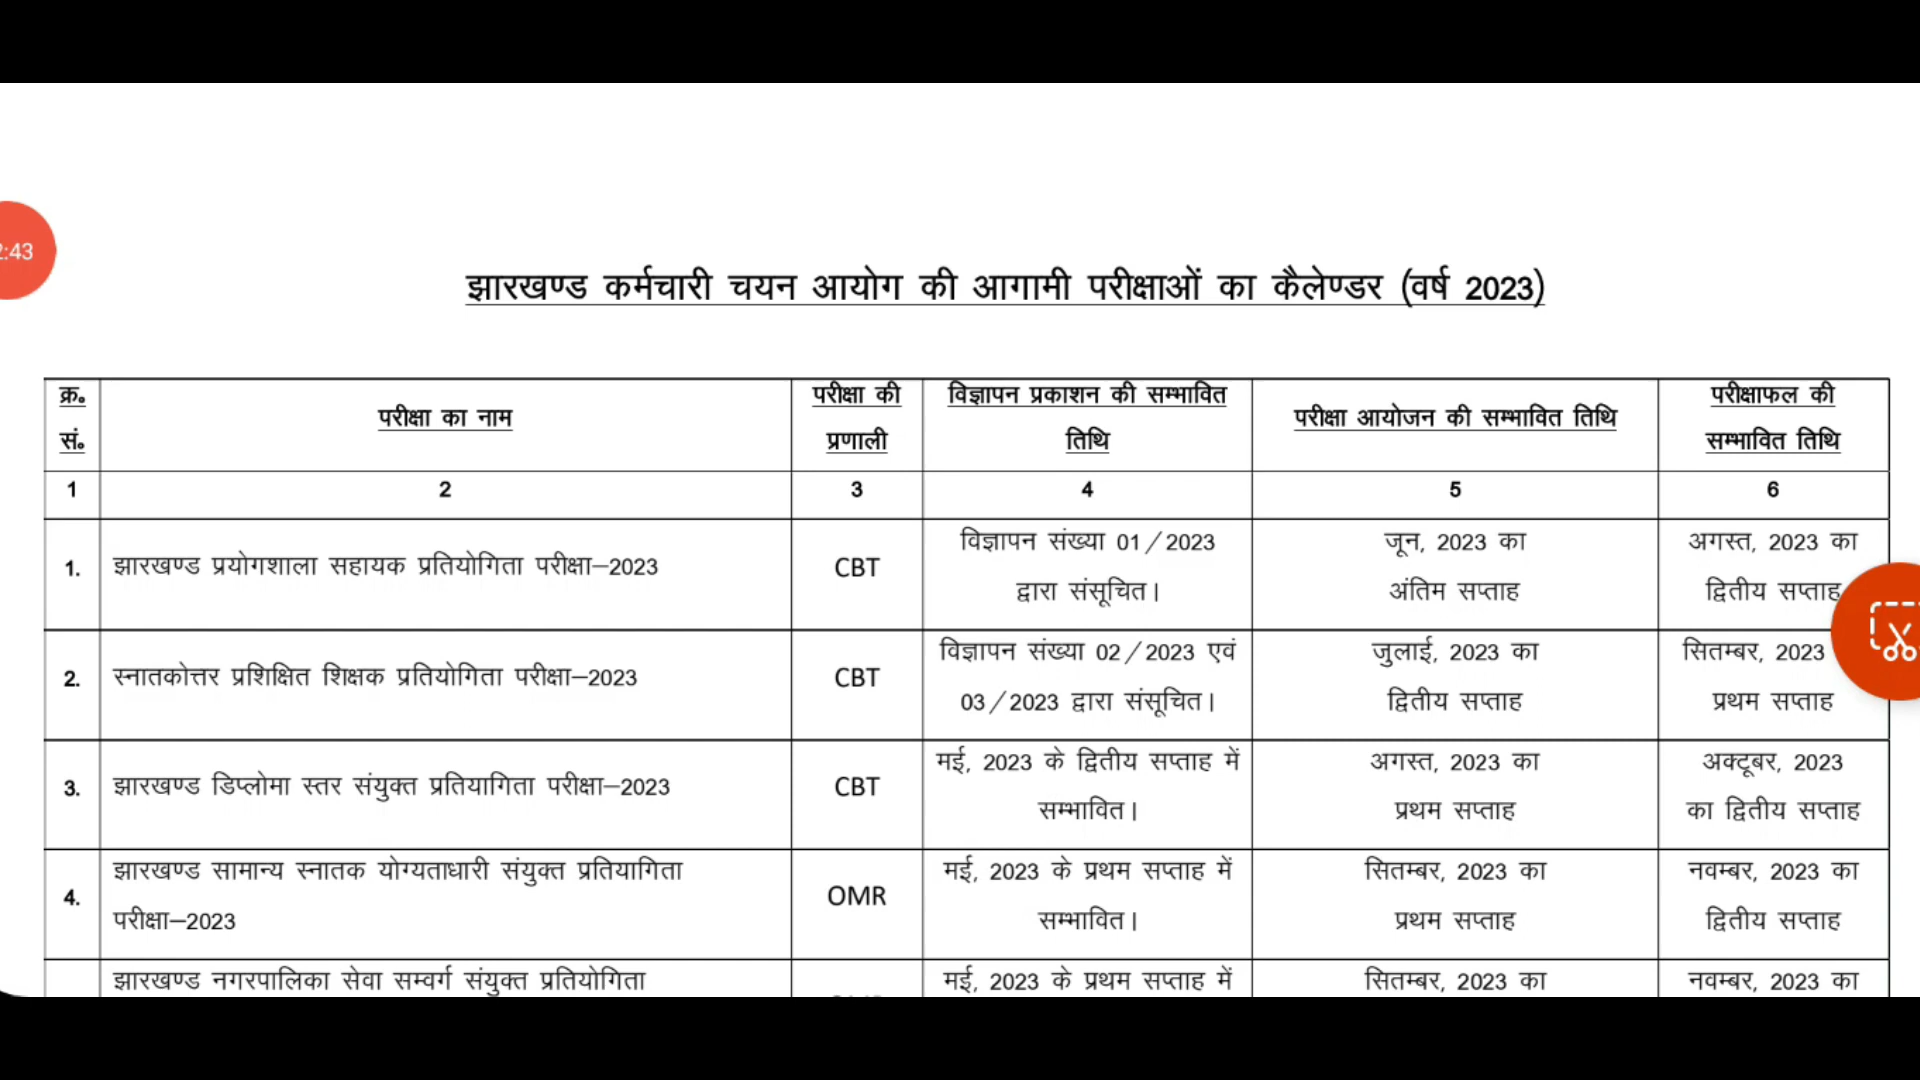 2:43
झारखण्ड कर्मचारी चयन आयोग की आगामी परीक्षाओं का कैलेण्डर (वर्ष 2023)
क्र॰ सं॰
परीक्षा का नाम
परीक्षा की प्रणाली
विज्ञापन प्रकाशन की सम्भावित तिथि
परीक्षा आयोजन की सम्भावित तिथि
परीक्षाफल की सम्भावित तिथि
1 2 3 4 5 6
1.
झारखण्ड प्रयोगशाला सहायक प्रतियोगिता परीक्षा–2023
CBT
विज्ञापन संख्या 01/2023
द्वारा संसूचित।
जून, 2023 का
अंतिम सप्ताह
अगस्त, 2023 का
द्वितीय सप्ताह
2.
स्नातकोत्तर प्रशिक्षित शिक्षक प्रतियोगिता परीक्षा–2023
CBT
विज्ञापन संख्या 02/2023 एवं
03/2023 द्वारा संसूचित।
जुलाई, 2023 का
द्वितीय सप्ताह
सितम्बर, 2023
प्रथम सप्ताह
3.
झारखण्ड डिप्लोमा स्तर संयुक्त प्रतियागिता परीक्षा–2023
CBT
मई, 2023 के द्वितीय सप्ताह में
सम्भावित।
अगस्त, 2023 का
प्रथम सप्ताह
अक्टूबर, 2023
का द्वितीय सप्ताह
4.
झारखण्ड सामान्य स्नातक योग्यताधारी संयुक्त प्रतियागिता
परीक्षा–2023
OMR
मई, 2023 के प्रथम सप्ताह में
सम्भावित।
सितम्बर, 2023 का
प्रथम सप्ताह
नवम्बर, 2023 का
द्वितीय सप्ताह
झारखण्ड नगरपालिका सेवा सम्वर्ग संयुक्त प्रतियोगिता
मई, 2023 के प्रथम सप्ताह में
सितम्बर, 2023 का
नवम्बर, 2023 का